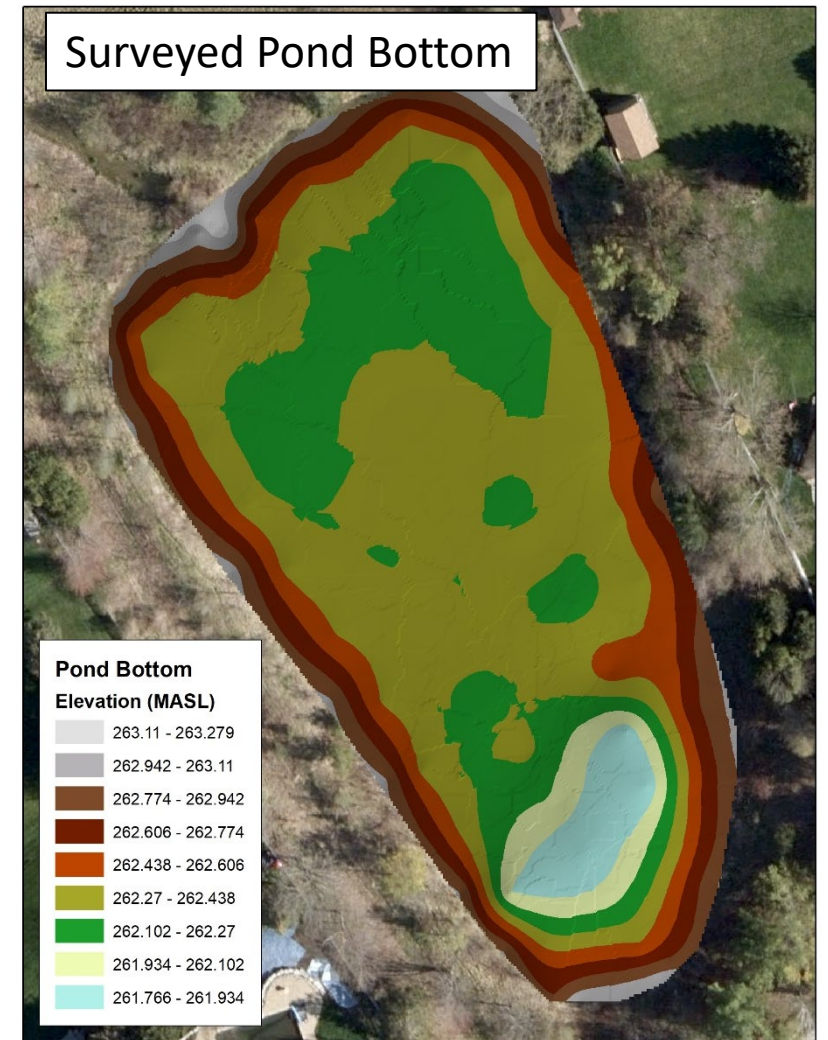 Surveyed Pond Bottom
Pond Bottom
Elevation (MASL)
263.11 - 263.279
262.942 - 263.11
262.774 - 262.942
262.606 - 262.774
262.438 - 262.606
262.27 - 262.438
262.102 - 262.27
261.934 - 262.102
261.766 - 261.934